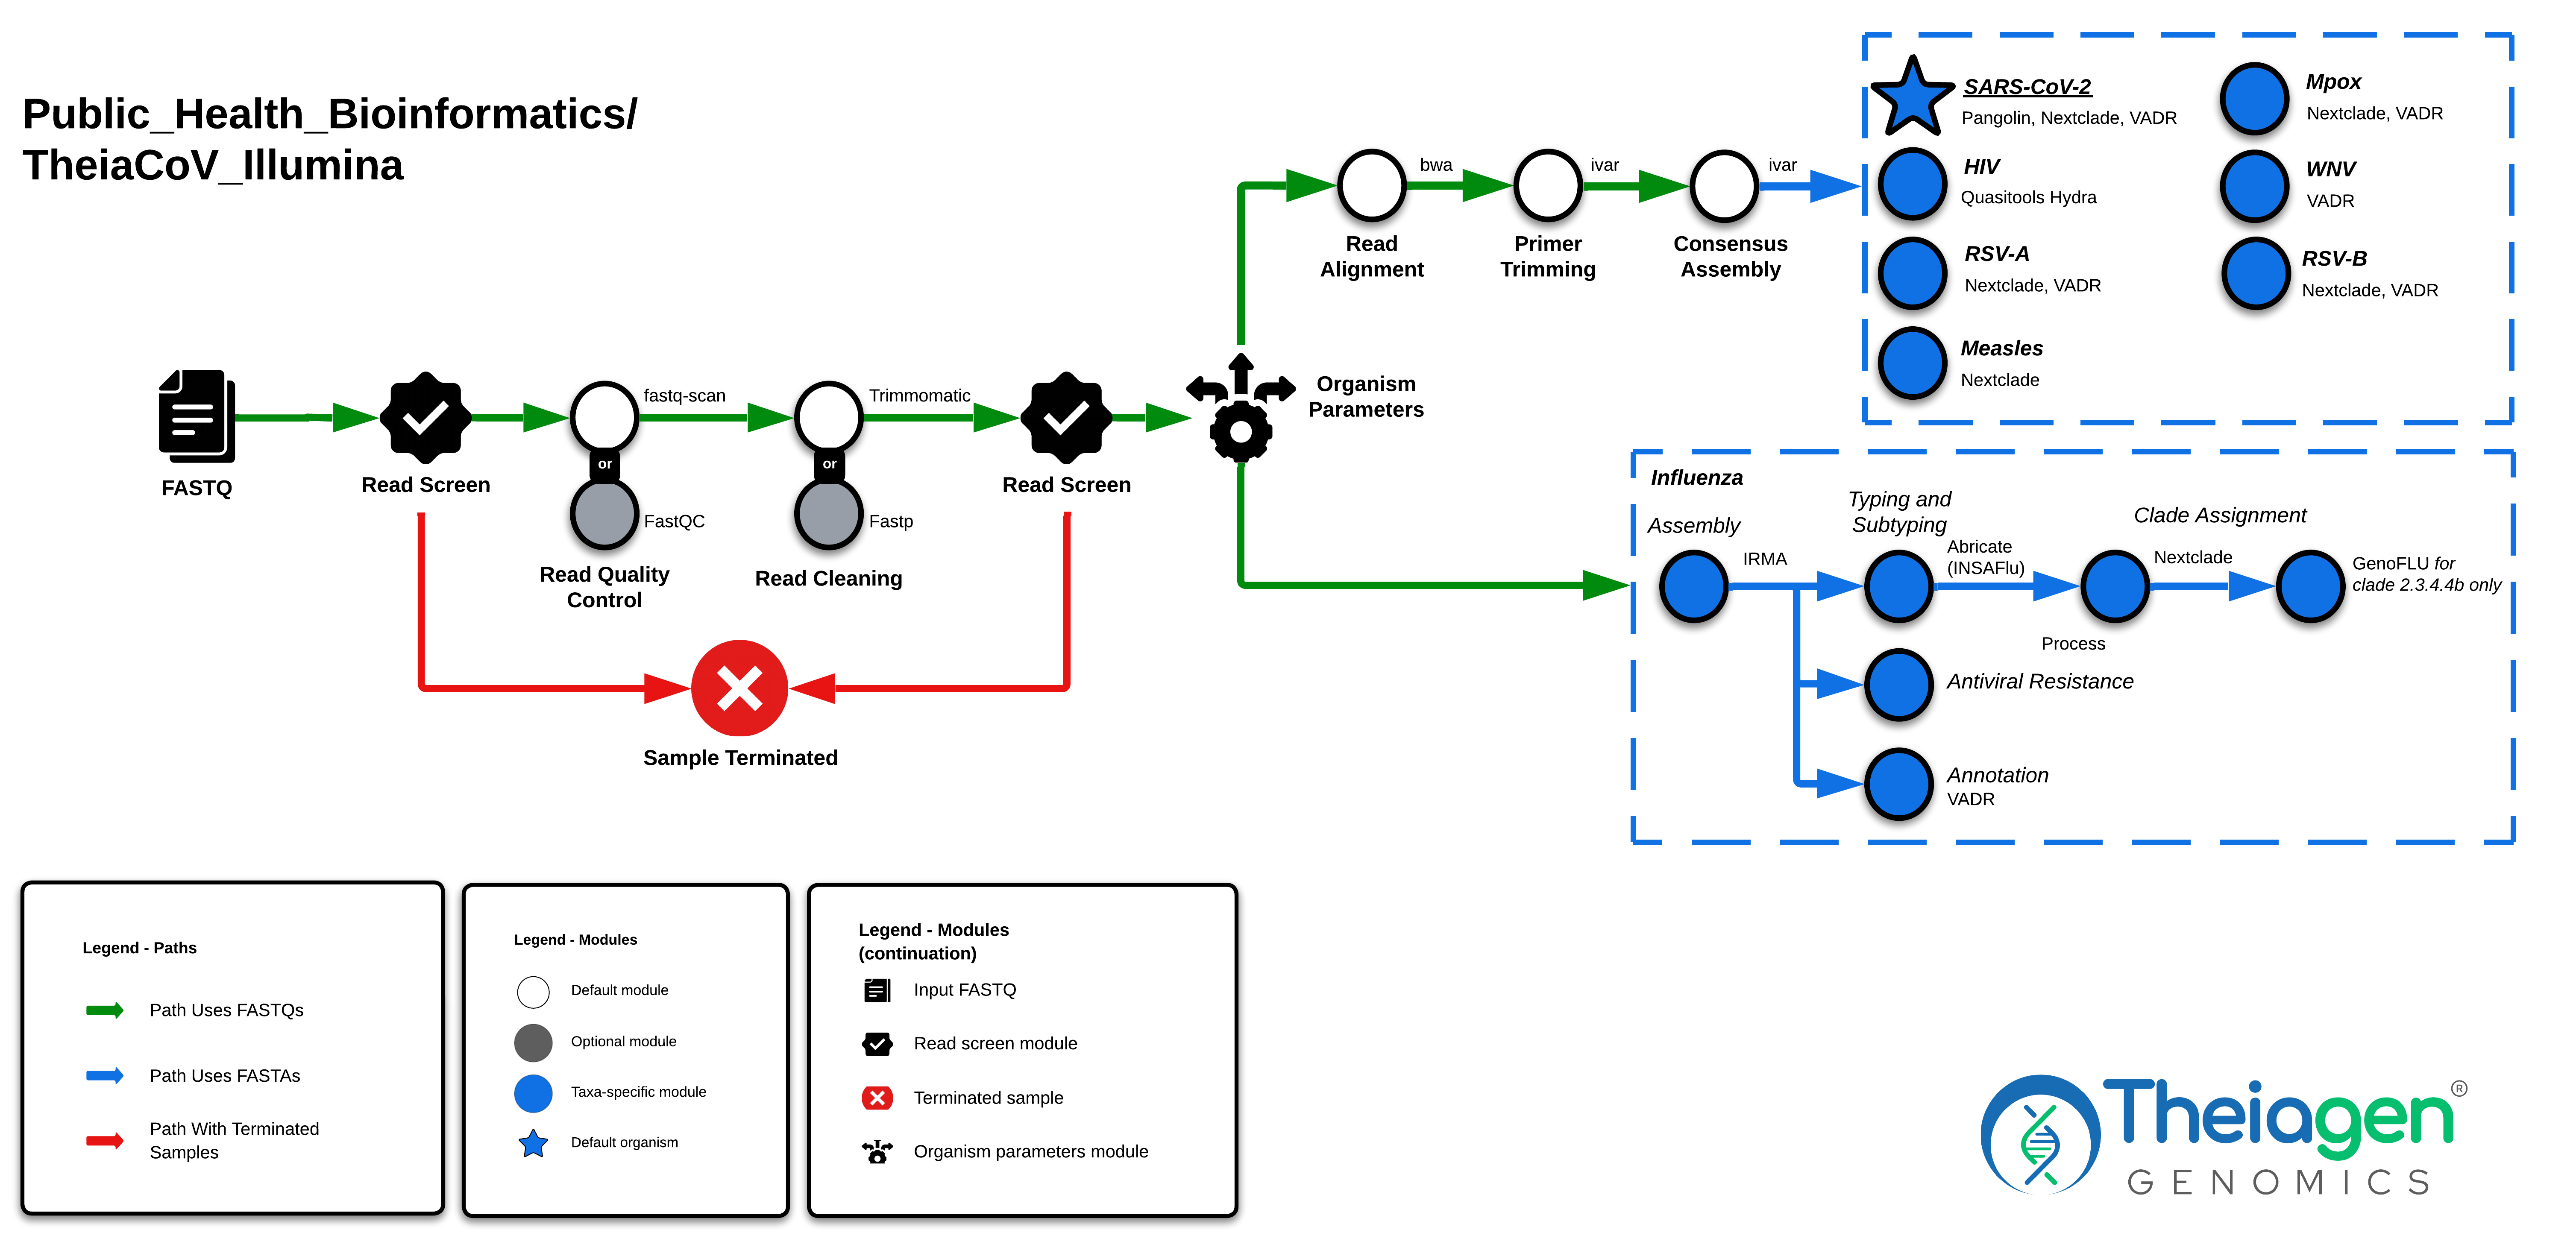 Public_Health_Bioinformatics/
TheiaCoV_Illumina
FASTQ
Read Screen
fastq-scan
or
FastQC
Read Quality
Control
Trimmomatic
or
Fastp
Read Cleaning
Read Screen
Sample Terminated
Organism
Parameters
Read
Alignment
bwa
Primer
Trimming
ivar
Consensus
Assembly
ivar
SARS-CoV-2
Pangolin, Nextclade, VADR
Mpox
Nextclade, VADR
HIV
Quasitools Hydra
WNV
VADR
RSV-A
Nextclade, VADR
RSV-B
Nextclade, VADR
Measles
Nextclade
Influenza
Assembly
IRMA
Typing and
Subtyping
Abricate
(INSAFlu)
Clade Assignment
Nextclade
GenoFLU for
clade 2.3.4.4b only
Process
Antiviral Resistance
Annotation
VADR
Legend - Paths
Path Uses FASTQs
Path Uses FASTAs
Path With Terminated
Samples
Legend - Modules
Default module
Optional module
Taxa-specific module
Default organism
Legend - Modules
(continuation)
Input FASTQ
Read screen module
Terminated sample
Organism parameters module
Theiagen®
GENOMICS